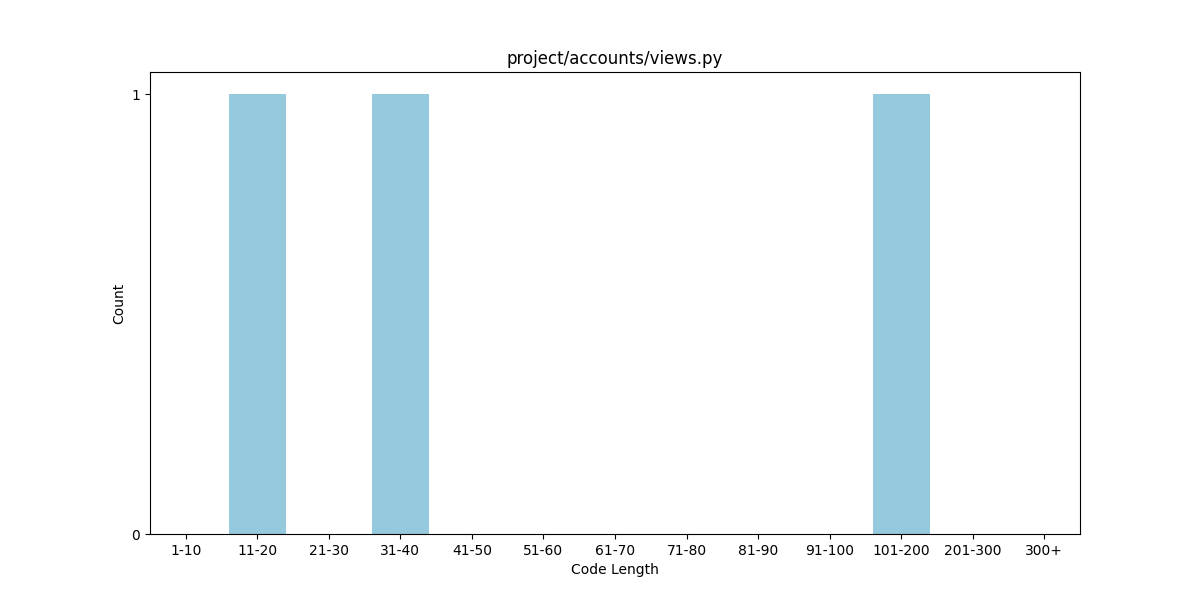 project/accounts/views.py
1
Count
0
1-10 11-20 21-30 31-40 41-50 51-60 61-70 71-80 81-90 91-100 101-200 201-300 300+
Code Length